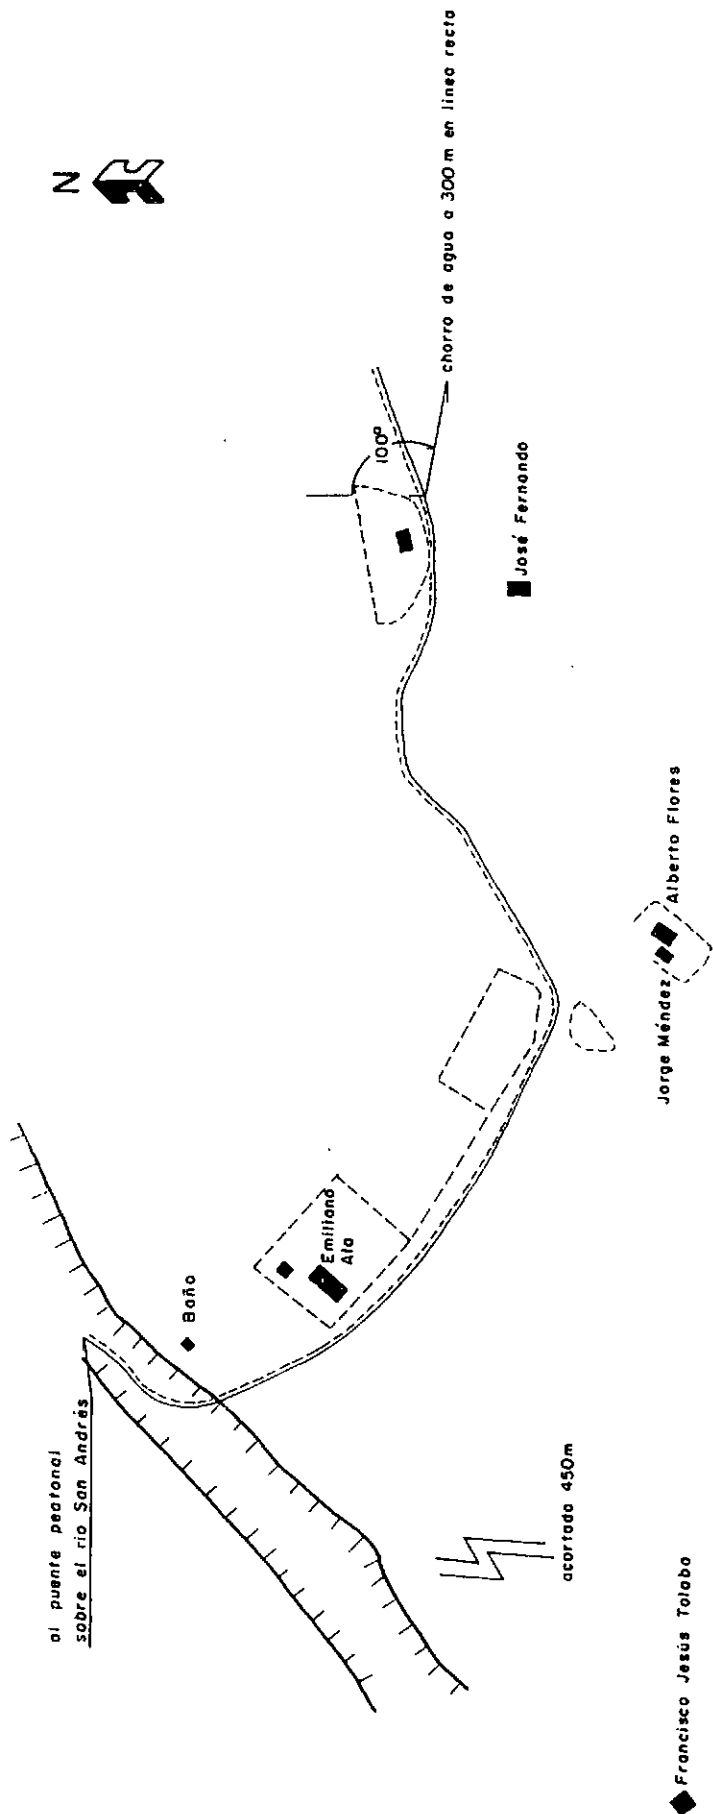 N
al puente peatonal
sobre el río San Andrés
Baño
Emiliano
Ala
100º
chorro de agua a 300 m en línea recta
José Fernando
Jorge Méndez
Alberto Flores
acortado 450m
Francisco Jesús Tolaba